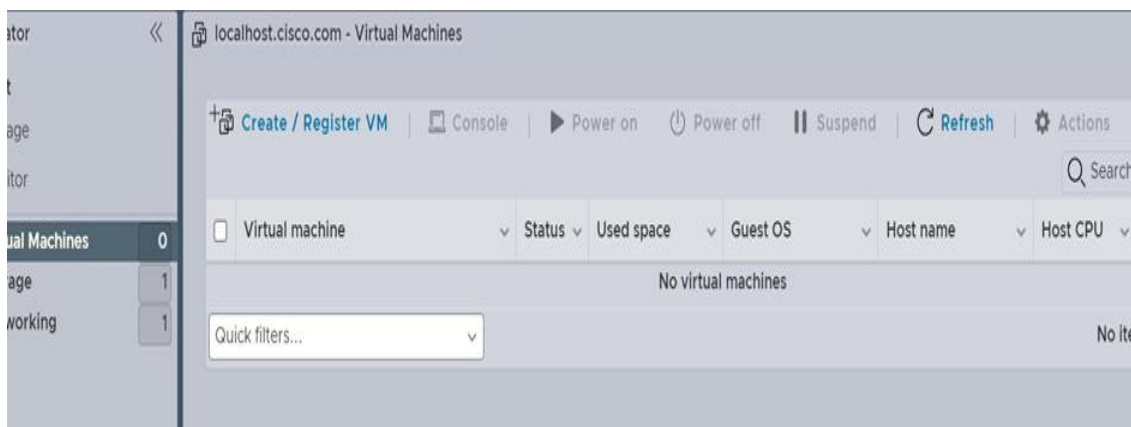 ator
localhost.cisco.com - Virtual Machines
t
age
itor
ual Machines 0
age 1
working 1
Create / Register VM Console Power on Power off Suspend Refresh Actions
Search
Virtual machine Status Used space Guest OS Host name Host CPU
No virtual machines
Quick filters... No ite